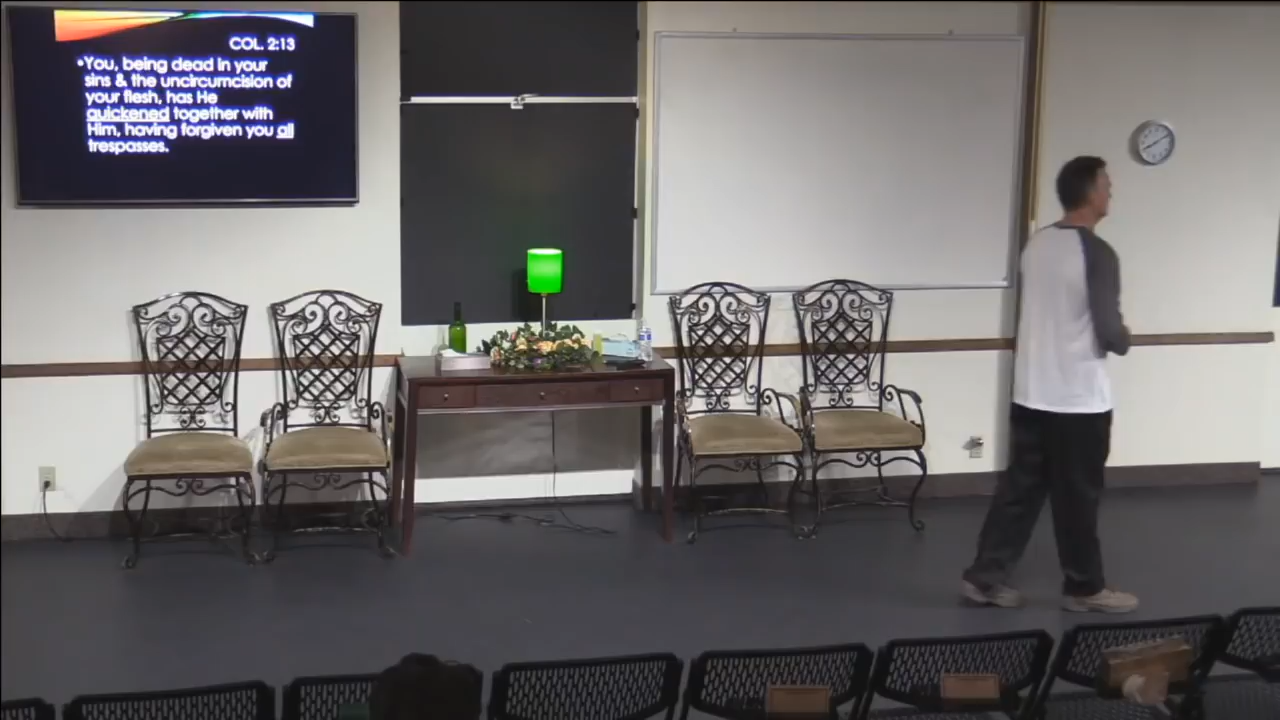 COL. 2:13
•You, being dead in your
sins & the uncircumcision of
your flesh, has He
quickened together with
Him, having forgiven you all
trespasses.